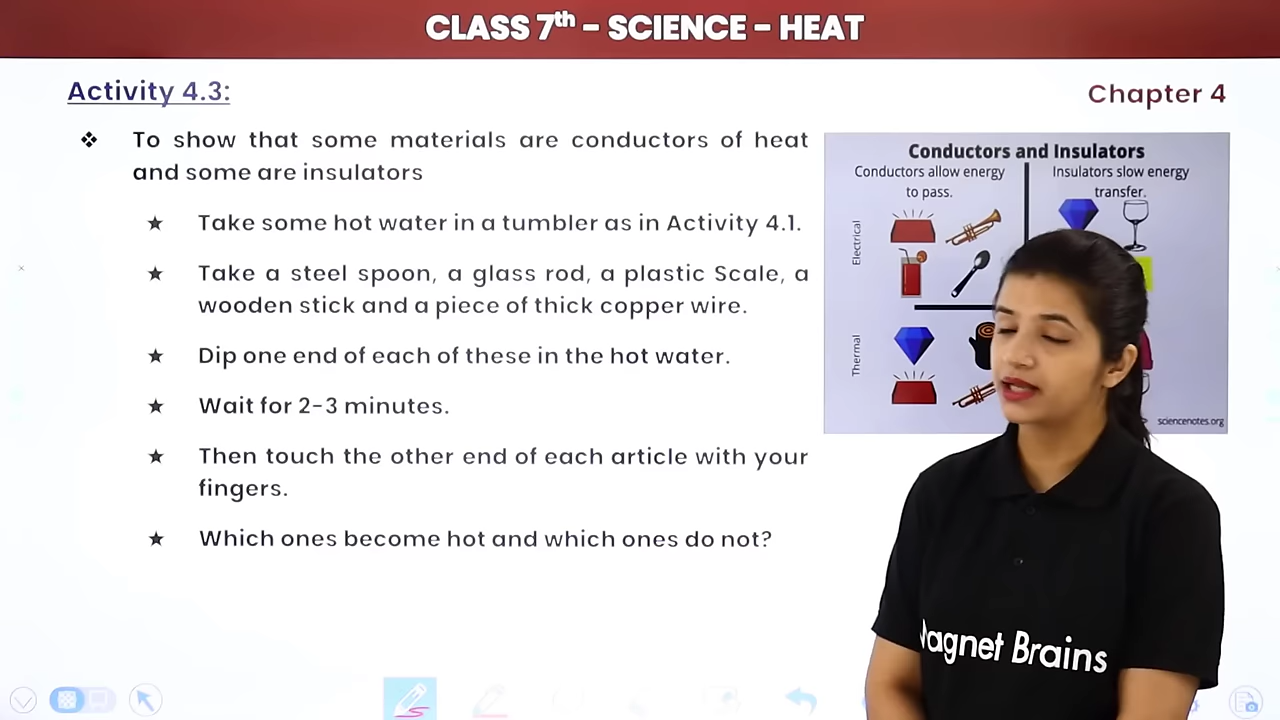 CLASS 7th - SCIENCE - HEAT
Activity 4.3:
Chapter 4
❖ To show that some materials are conductors of heat
and some are insulators
★ Take some hot water in a tumbler as in Activity 4.1.
★ Take a steel spoon, a glass rod, a plastic Scale, a
wooden stick and a piece of thick copper wire.
★ Dip one end of each of these in the hot water.
★ Wait for 2-3 minutes.
★ Then touch the other end of each article with your
fingers.
★ Which ones become hot and which ones do not?
Conductors and Insulators
Conductors allow energy
to pass.
Insulators slow energy
transfer.
Electrical
Thermal
sciencenotes.org
Brains